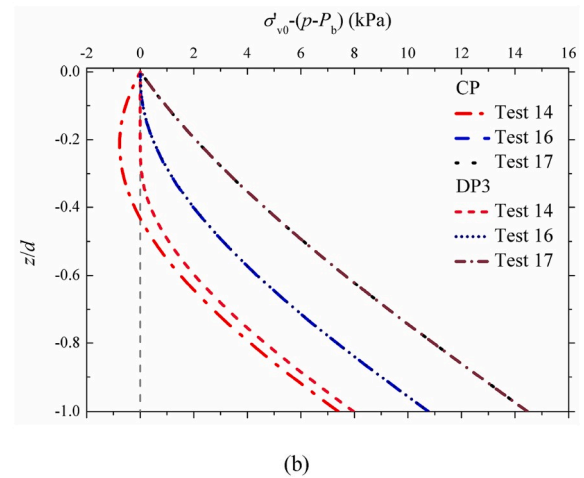 σ'v0-(p-Pb) (kPa)
-2 0 2 4 6 8 10 12 14 16
0.0
-0.2
-0.4
-0.6
-0.8
-1.0
z/d
CP
Test 14
Test 16
Test 17
DP3
Test 14
Test 16
Test 17
(b)